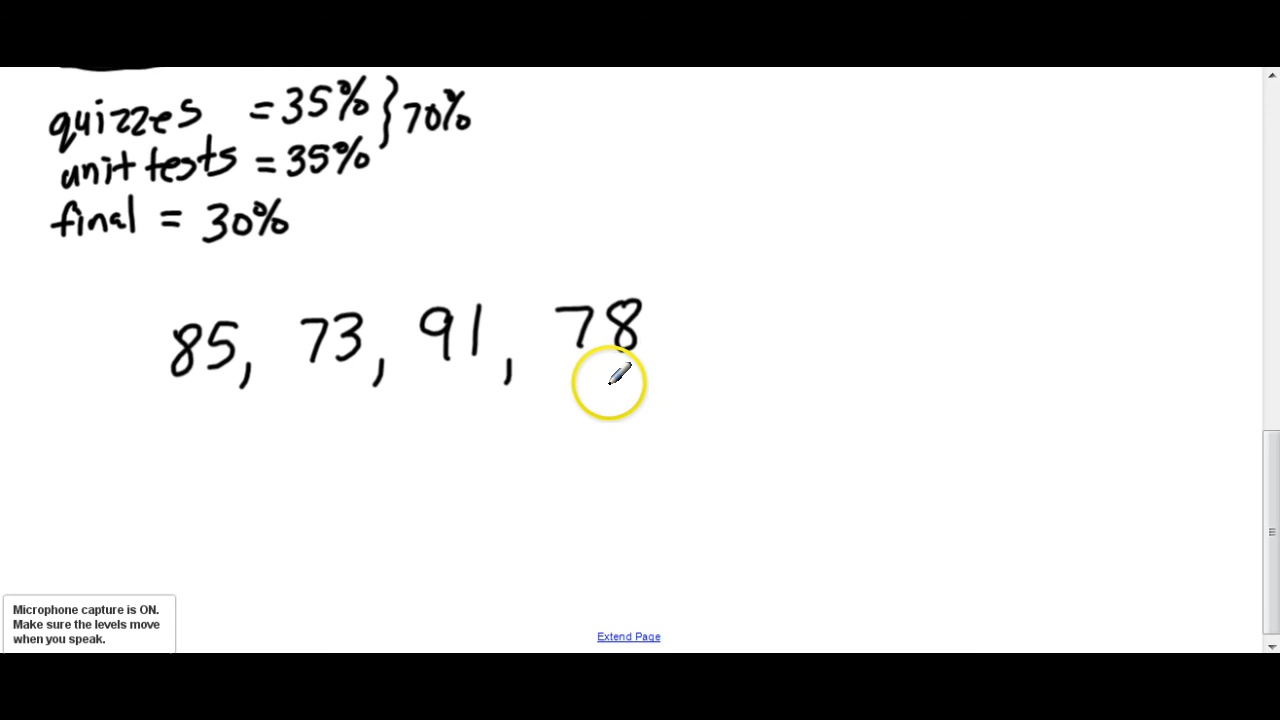 quizzes = 35% } 70%
unit tests = 35%
final = 30%
85, 73, 91, 78
Microphone capture is ON.
Make sure the levels move
when you speak.
Extend Page